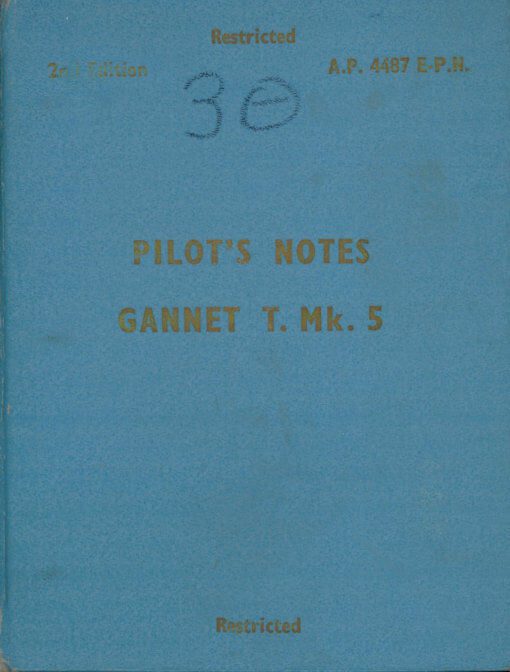 Restricted
2nd Edition
A.P. 4487 E-P.N.
30
PILOT'S NOTES
GANNET T. Mk. 5
Restricted